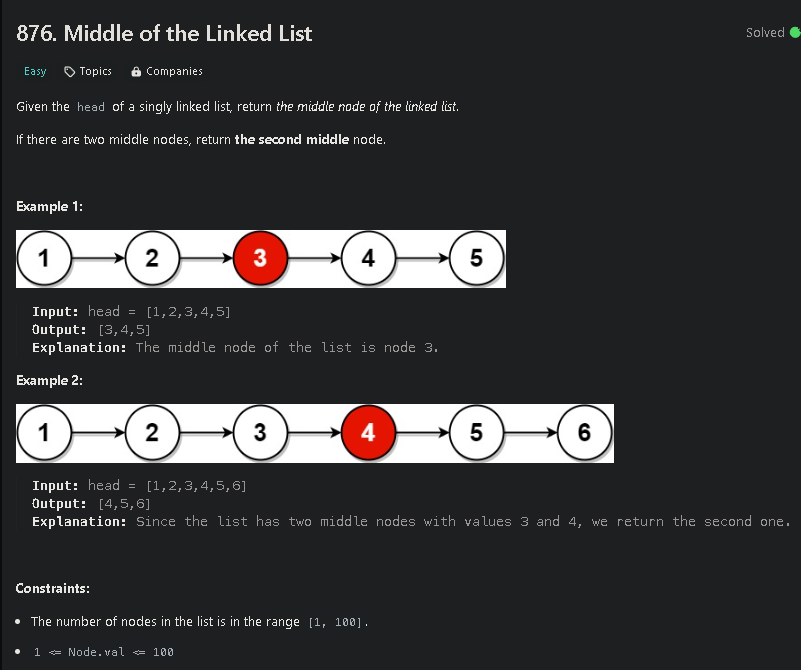 876. Middle of the Linked List
Solved
Easy Topics Companies
Given the head of a singly linked list, return the middle node of the linked list.
If there are two middle nodes, return the second middle node.
Example 1:
1 2 3 4 5
Input: head = [1,2,3,4,5]
Output: [3,4,5]
Explanation: The middle node of the list is node 3.
Example 2:
1 2 3 4 5 6
Input: head = [1,2,3,4,5,6]
Output: [4,5,6]
Explanation: Since the list has two middle nodes with values 3 and 4, we return the second one.
Constraints:
• The number of nodes in the list is in the range [1, 100].
• 1 <= Node.val <= 100